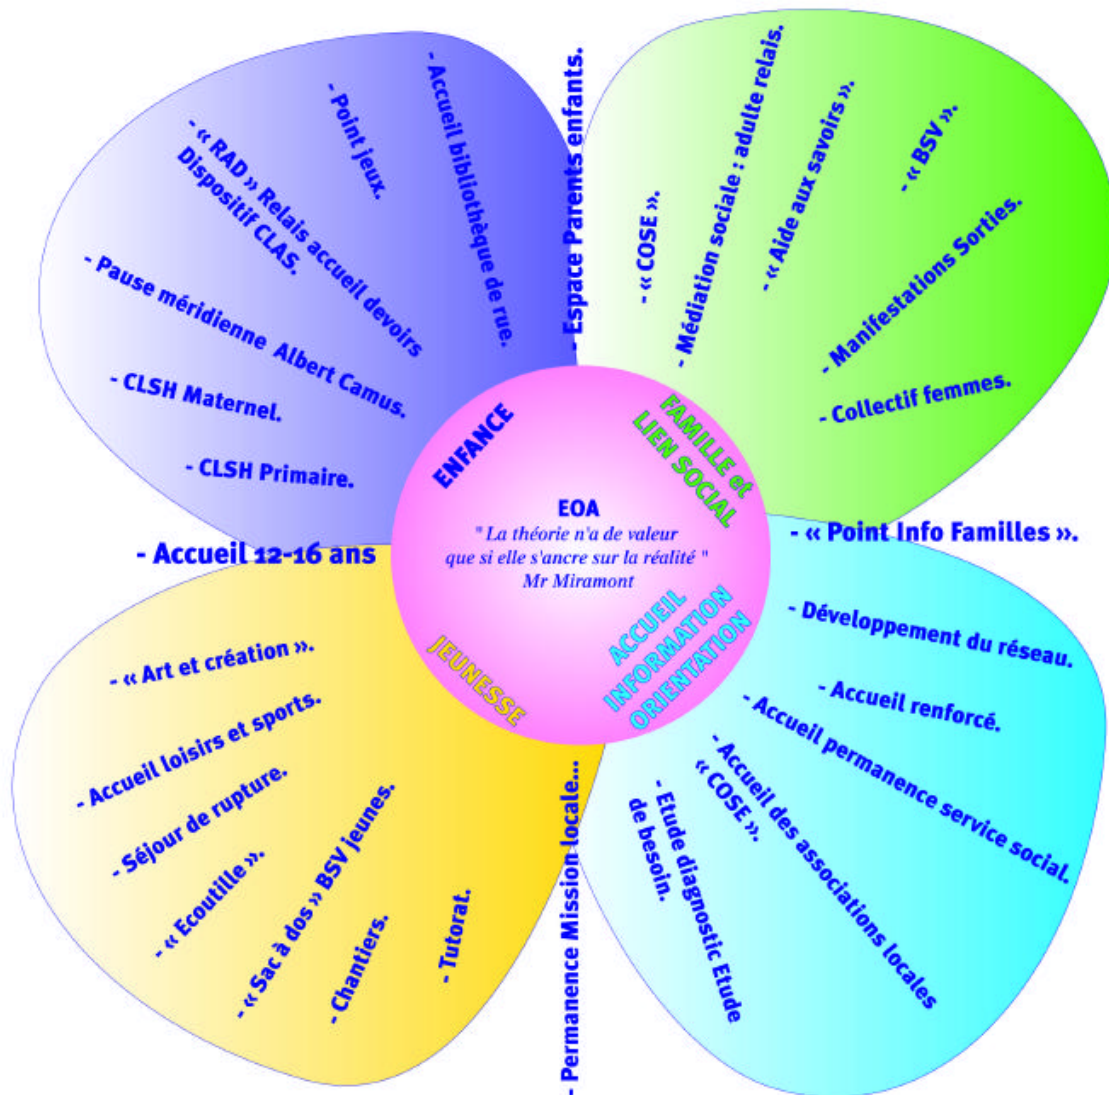 - Accueil bibliothèque de rue.
- Point jeux.
- « RAD » Relais accueil devoirs
Dispositif CLAS.
- Pause méridienne Albert Camus.
- CLSH Maternel.
- CLSH Primaire.
- Espace Parents enfants.
- « COSE ».
- Médiation sociale : adulte relais.
- « Aide aux savoirs ».
- « BSV ».
- Manifestations Sorties.
- Collectif femmes.
ENFANCE
FAMILLE et
LIEN SOCIAL
EOA
" La théorie n'a de valeur
que si elle s'ancre sur la réalité "
Mr Miramont
JEUNESSE
ACCUEIL
INFORMATION
ORIENTATION
- Accueil 12-16 ans
- « Point Info Familles ».
- « Art et création ».
- Accueil loisirs et sports.
- Séjour de rupture.
- « Ecoutille ».
- « Sac à dos » BSV jeunes.
- Chantiers.
- Tutorat.
- Permanence Mission locale...
- Développement du réseau.
- Accueil renforcé.
- Accueil permanence service social.
- Accueil des associations locales
« COSE ».
- Etude diagnostic Etude
de besoin.